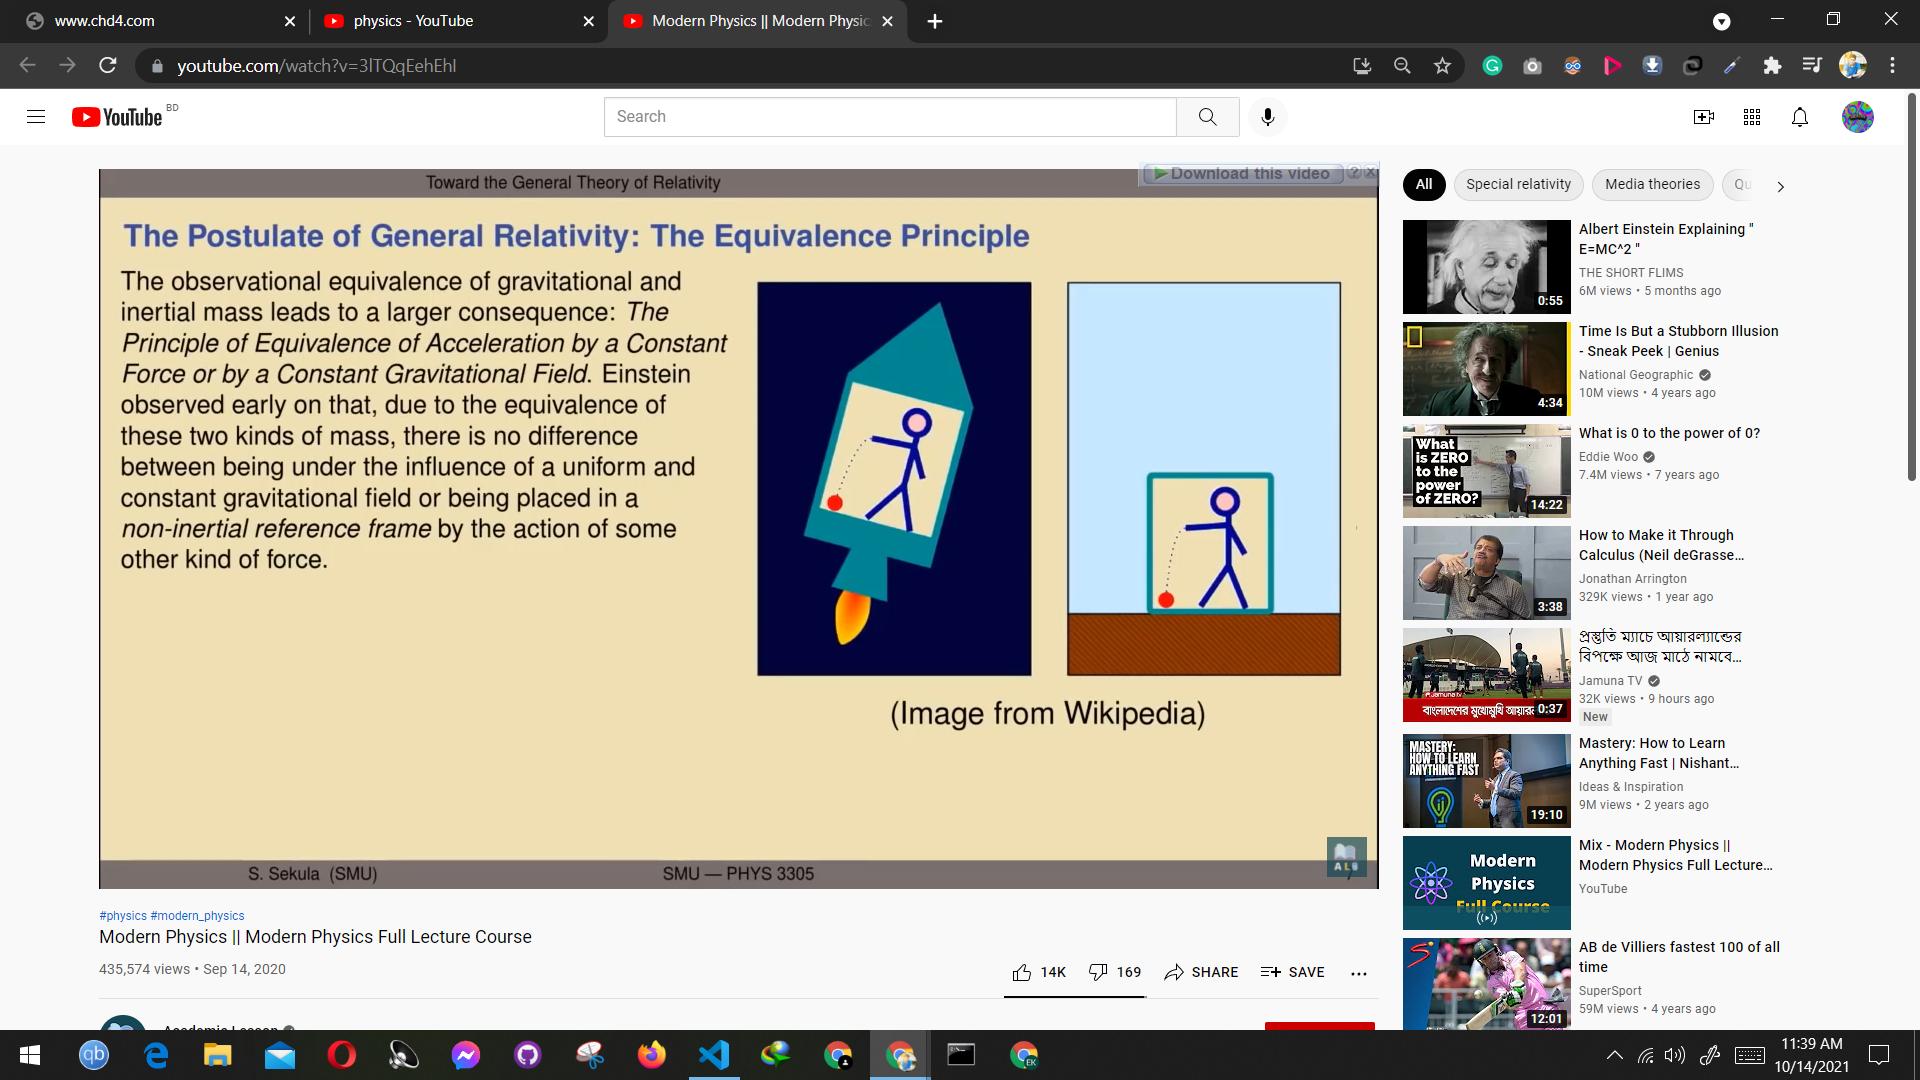 www.chd4.com
physics - YouTube
Modern Physics || Modern Physic
youtube.com/watch?v=3lTQqEehEhI
YouTube BD
Search
Toward the General Theory of Relativity
Download this video
The Postulate of General Relativity: The Equivalence Principle
The observational equivalence of gravitational and
inertial mass leads to a larger consequence: The
Principle of Equivalence of Acceleration by a Constant
Force or by a Constant Gravitational Field. Einstein
observed early on that, due to the equivalence of
these two kinds of mass, there is no difference
between being under the influence of a uniform and
constant gravitational field or being placed in a
non-inertial reference frame by the action of some
other kind of force.
(Image from Wikipedia)
S. Sekula (SMU)
SMU — PHYS 3305
#physics #modern_physics
Modern Physics || Modern Physics Full Lecture Course
435,574 views • Sep 14, 2020
14K
169
SHARE
SAVE
All
Special relativity
Media theories
Qu
Albert Einstein Explaining "
E=MC^2 "
THE SHORT FLIMS
6M views • 5 months ago
0:55
Time Is But a Stubborn Illusion
- Sneak Peek | Genius
National Geographic
10M views • 4 years ago
4:34
What is ZERO to the power of ZERO?
14:22
What is 0 to the power of 0?
Eddie Woo
7.4M views • 7 years ago
How to Make it Through
Calculus (Neil deGrasse…
Jonathan Arrington
329K views • 1 year ago
3:38
প্রস্তুতি ম্যাচে আয়ারল্যান্ডের
বিপক্ষে আজ মাঠে নামবে…
Jamuna TV
32K views • 9 hours ago
New
0:37
MASTERY:
HOW TO LEARN
ANYTHING FAST
19:10
Mastery: How to Learn
Anything Fast | Nishant…
Ideas & Inspiration
9M views • 2 years ago
Modern
Physics
Full Course
Mix - Modern Physics ||
Modern Physics Full Lecture…
YouTube
AB de Villiers fastest 100 of all
time
SuperSport
59M views • 4 years ago
12:01
11:39 AM
10/14/2021